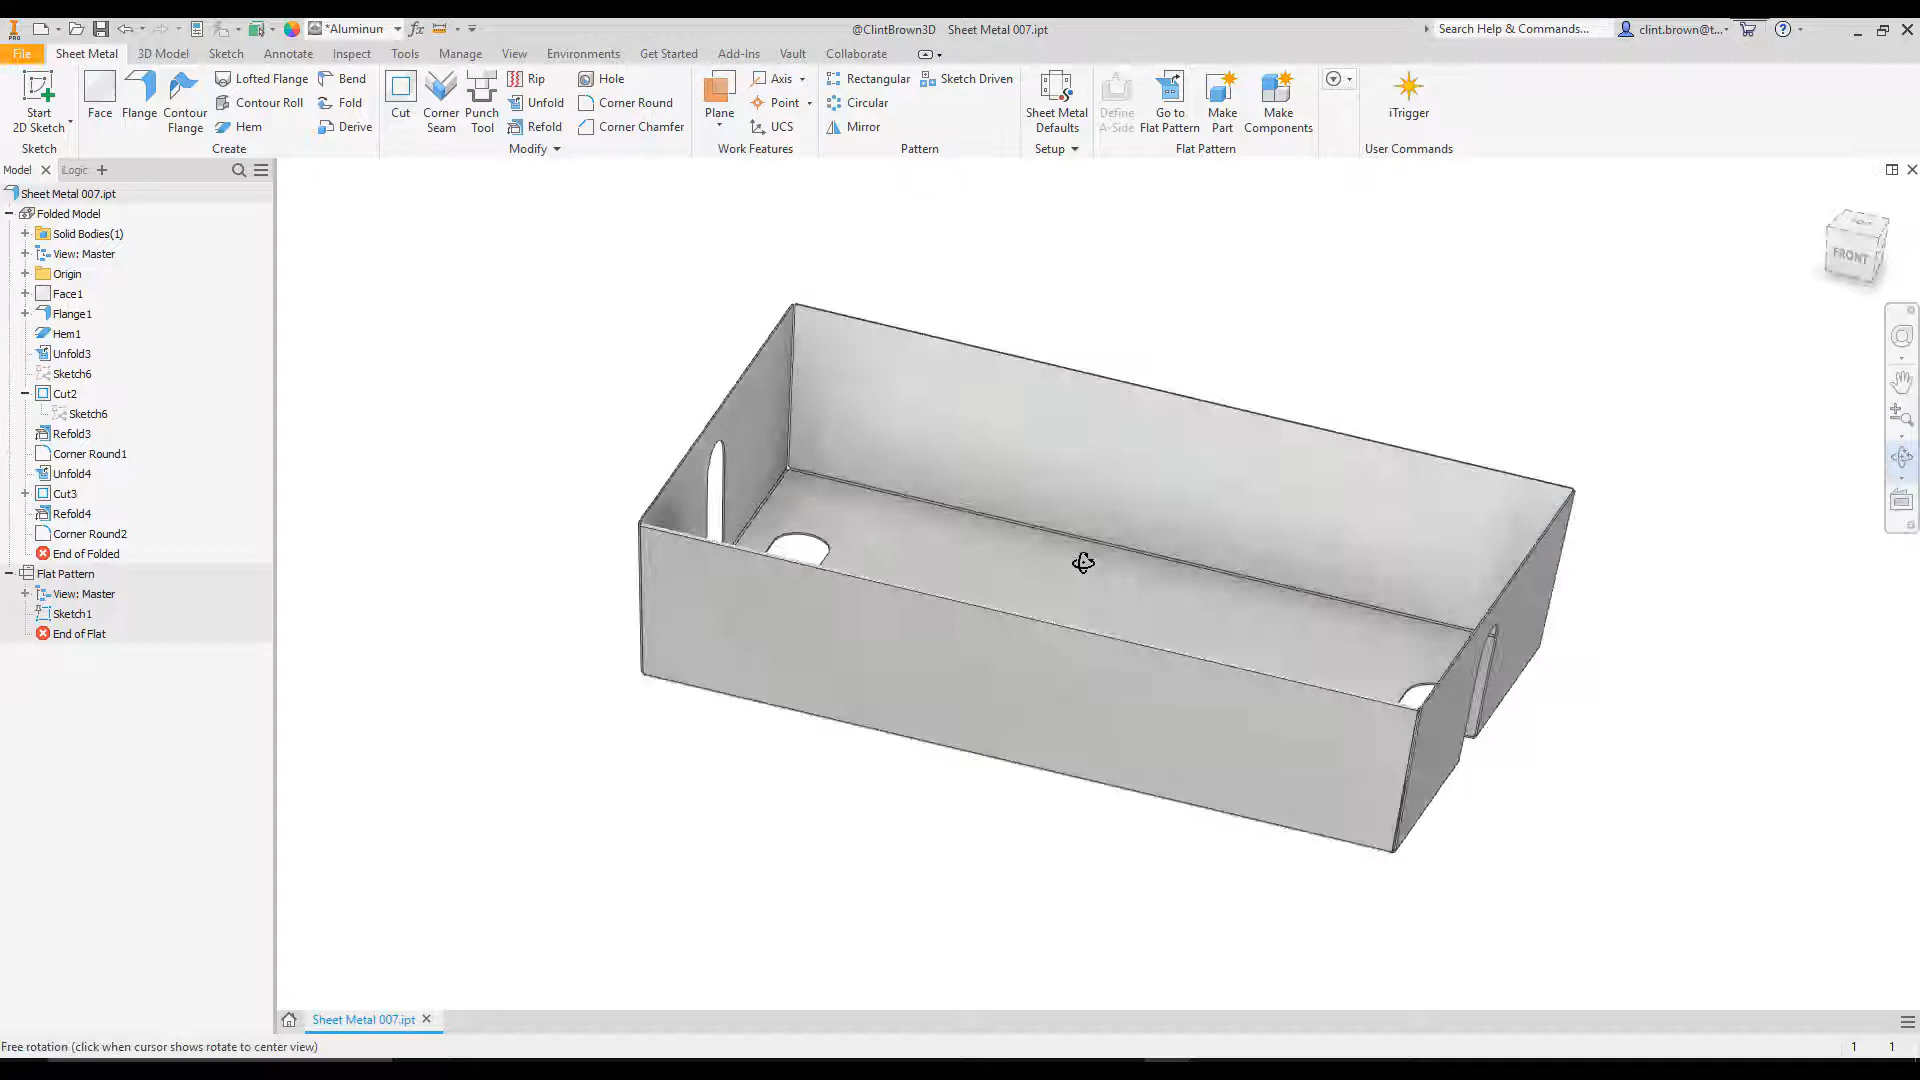 PRO
*Aluminum
@ClintBrown3D Sheet Metal 007.ipt
Search Help & Commands...
clint.brown@t...
File Sheet Metal 3D Model Sketch Annotate Inspect Tools Manage View Environments Get Started Add-Ins Vault Collaborate
Start 2D Sketch
Face
Flange
Contour Flange
Lofted Flange
Contour Roll
Hem
Bend
Fold
Derive
Cut
Corner Seam
Punch Tool
Rip
Unfold
Refold
Hole
Corner Round
Corner Chamfer
Plane
Axis
Point
UCS
Rectangular
Circular
Mirror
Sketch Driven
Sheet Metal Defaults
Define A-Side
Go to Flat Pattern
Make Part
Make Components
iTrigger
Sketch Create Modify Work Features Pattern Setup Flat Pattern User Commands
Model iLogic
Sheet Metal 007.ipt
Folded Model
Solid Bodies(1)
View: Master
Origin
Face1
Flange1
Hem1
Unfold3
Sketch6
Cut2
Sketch6
Refold3
Corner Round1
Unfold4
Cut3
Refold4
Corner Round2
End of Folded
Flat Pattern
View: Master
Sketch1
End of Flat
FRONT
Sheet Metal 007.ipt
Free rotation (click when cursor shows rotate to center view)
1 1